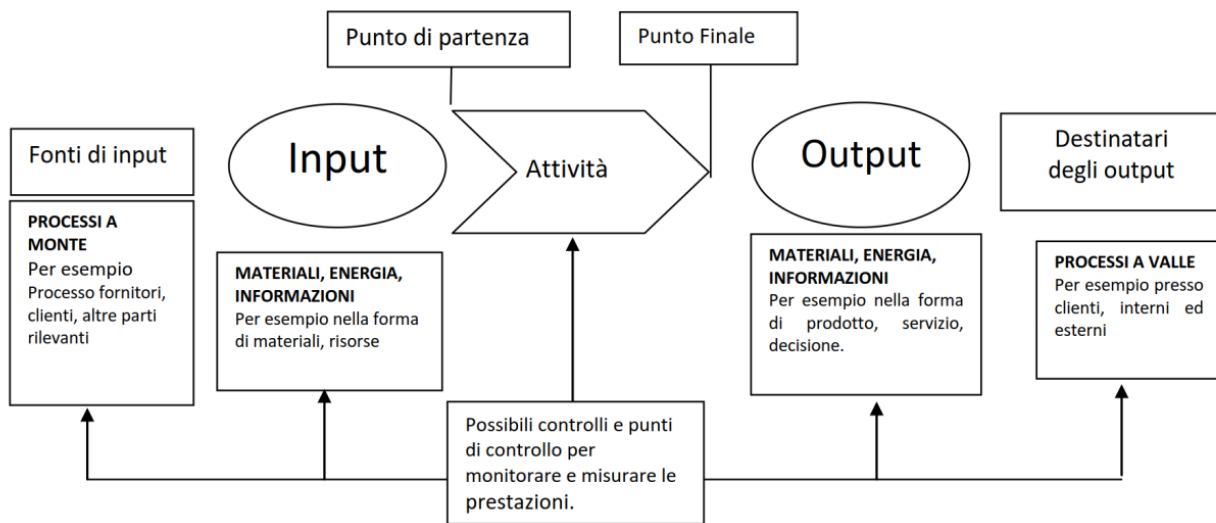 Punto di partenza
Punto Finale
Fonti di input
Input
Attività
Output
Destinatari
degli output
PROCESSI A
MONTE
Per esempio
Processo fornitori,
clienti, altre parti
rilevanti
MATERIALI, ENERGIA,
INFORMAZIONI
Per esempio nella forma
di materiali, risorse
MATERIALI, ENERGIA,
INFORMAZIONI
Per esempio nella forma
di prodotto, servizio,
decisione.
PROCESSI A VALLE
Per esempio presso
clienti, interni ed
esterni
Possibili controlli e punti
di controllo per
monitorare e misurare le
prestazioni.